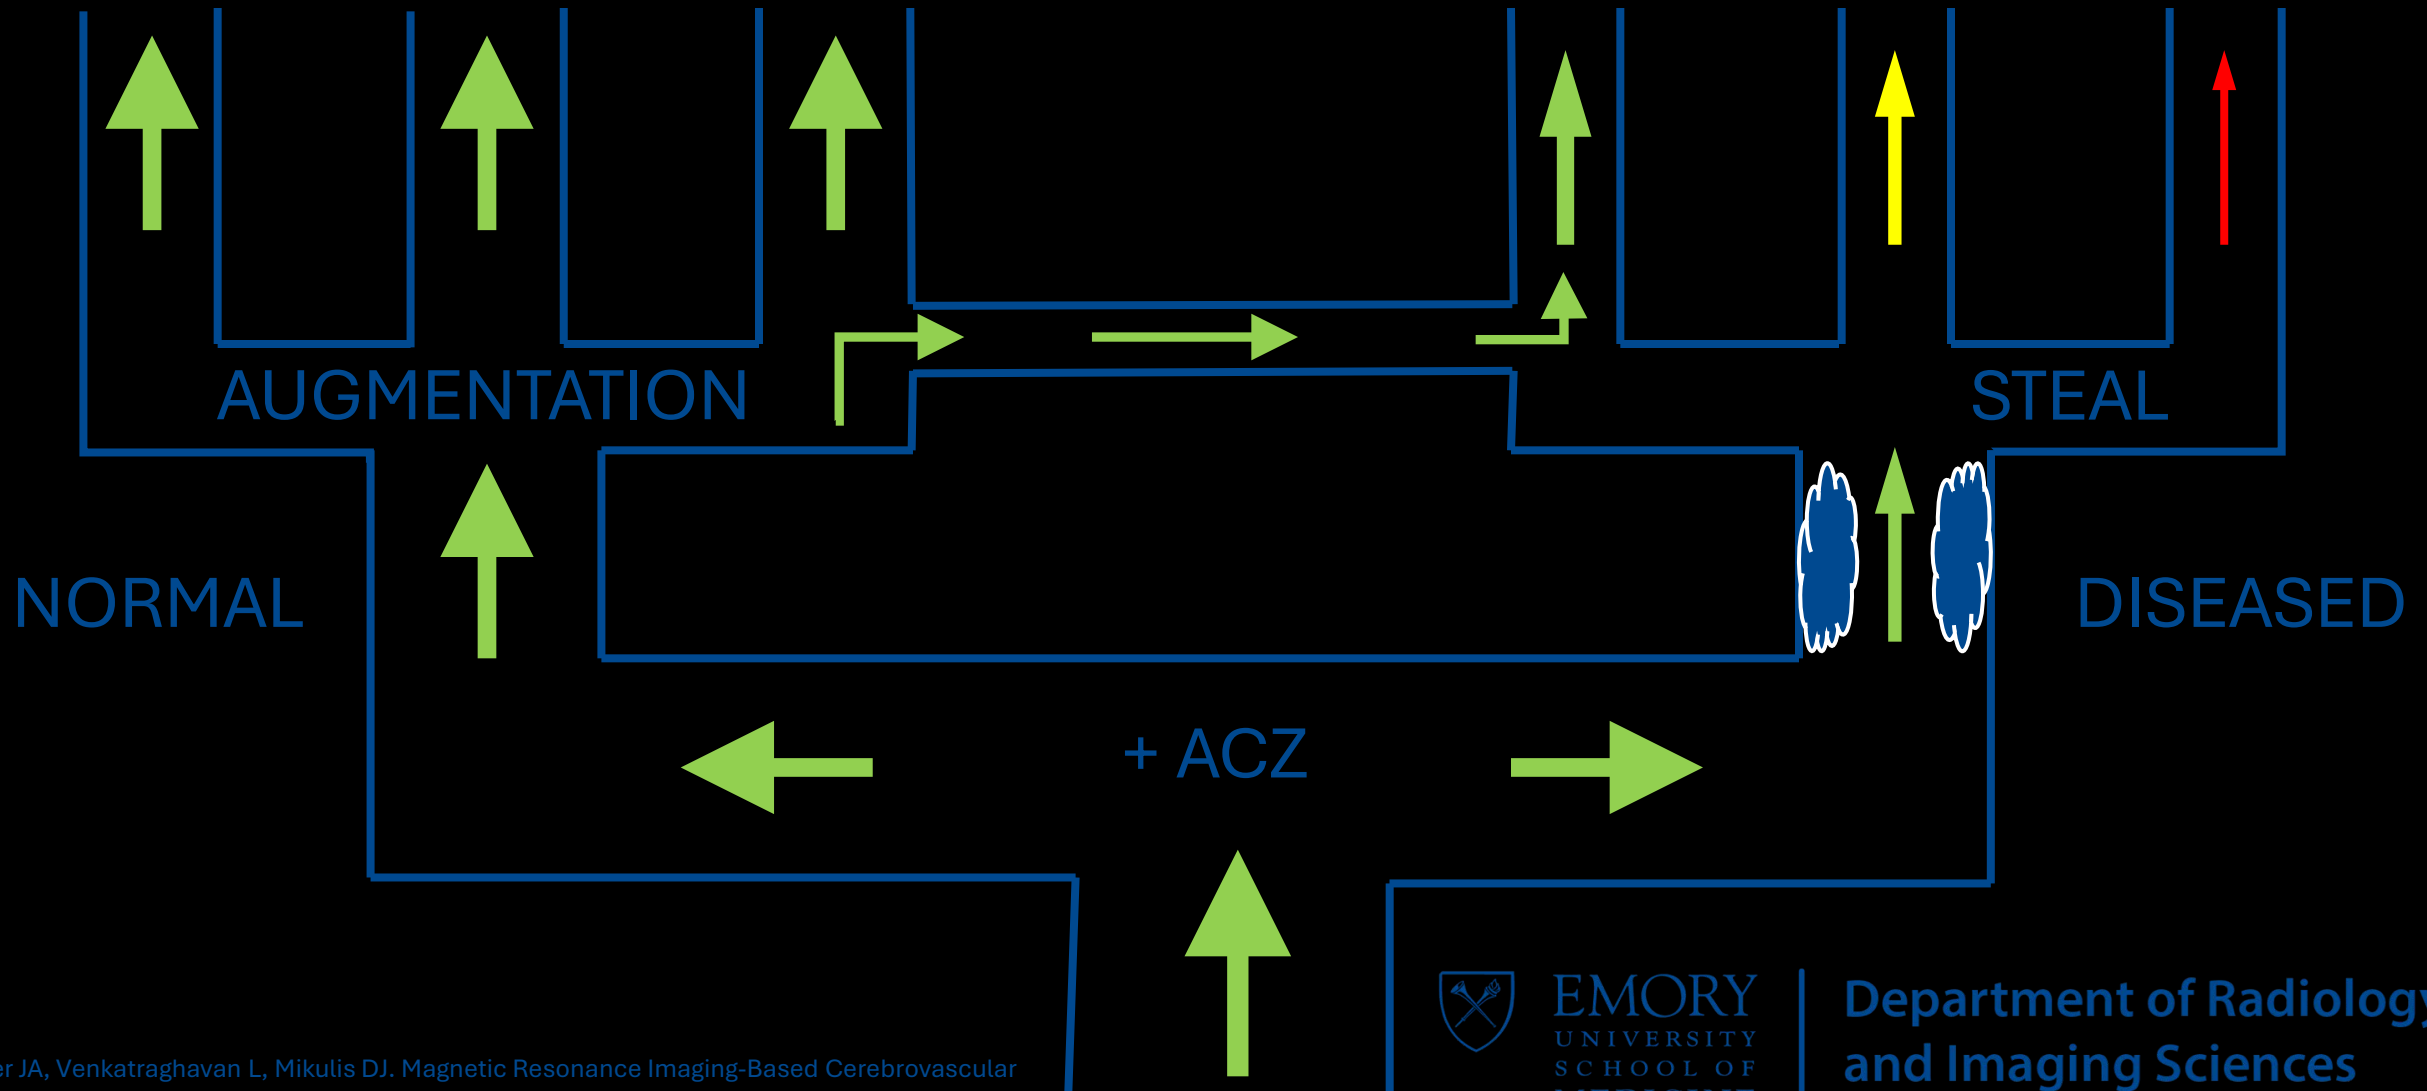 AUGMENTATION
STEAL
NORMAL
DISEASED
+ ACZ
EMORY
UNIVERSITY
SCHOOL OF
Department of Radiology
and Imaging Sciences
JA, Venkatraghavan L, Mikulis DJ. Magnetic Resonance Imaging-Based Cerebrovascular